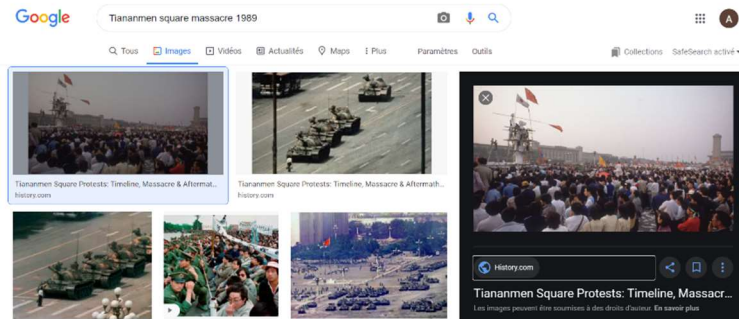 Google
Tiananmen square massacre 1989
A
Tous
Images
Vidéos
Actualités
Maps
Plus
Paramètres
Outils
Collections
SafeSearch activé
Tiananmen Square Protests: Timeline, Massacre & Aftermat...
history.com
Tiananmen Square Protests: Timeline, Massacre & Aftermath...
history.com
History.com
Tiananmen Square Protests: Timeline, Massacr...
Les images peuvent être soumises à des droits d'auteur. En savoir plus